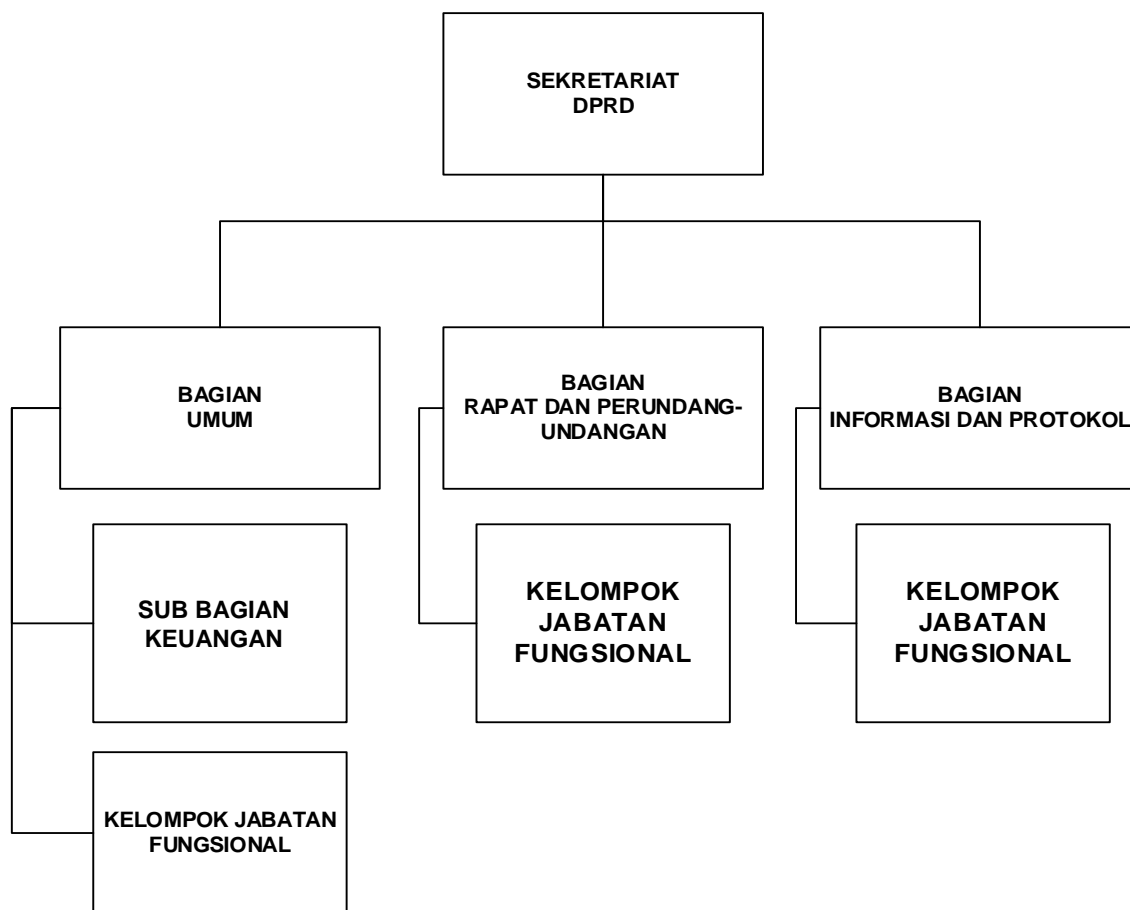 SEKRETARIAT
DPRD
BAGIAN
UMUM
BAGIAN
RAPAT DAN PERUNDANG-
UNDANGAN
BAGIAN
INFORMASI DAN PROTOKOL
SUB BAGIAN
KEUANGAN
KELOMPOK
JABATAN
FUNGSIONAL
KELOMPOK
JABATAN
FUNGSIONAL
KELOMPOK JABATAN
FUNGSIONAL